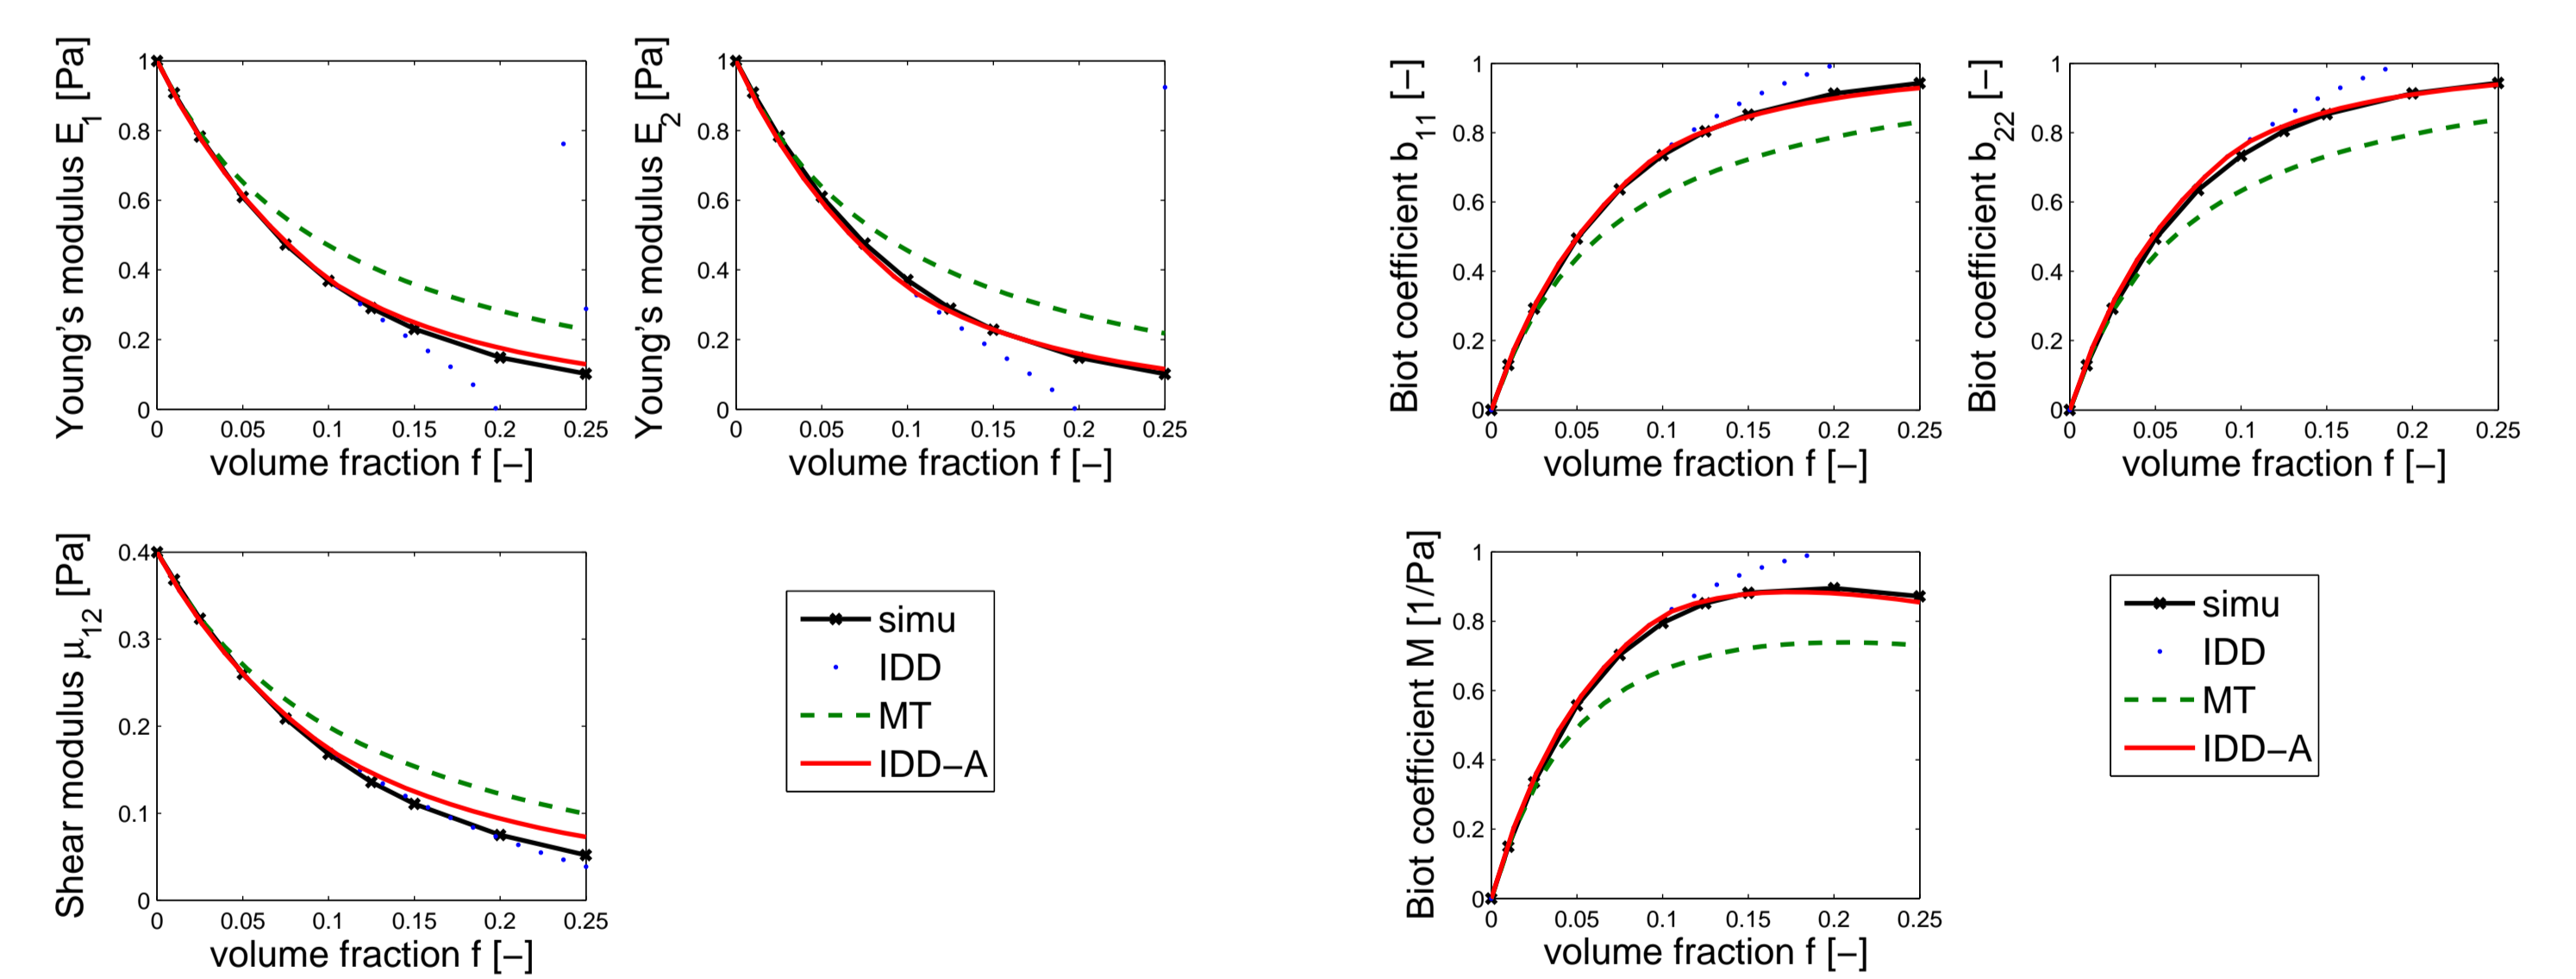 Young's modulus E1 [Pa]
1
0.8
0.6
0.4
0.2
0
0 0.05 0.1 0.15 0.2 0.25
volume fraction f [−]
Young's modulus E2 [Pa]
1
0.8
0.6
0.4
0.2
0
0 0.05 0.1 0.15 0.2 0.25
volume fraction f [−]
Biot coefficient b11 [−]
1
0.8
0.6
0.4
0.2
0
0 0.05 0.1 0.15 0.2 0.25
volume fraction f [−]
Biot coefficient b22 [−]
1
0.8
0.6
0.4
0.2
0
0 0.05 0.1 0.15 0.2 0.25
volume fraction f [−]
Shear modulus μ12 [Pa]
0.4
0.3
0.2
0.1
0
0 0.05 0.1 0.15 0.2 0.25
volume fraction f [−]
simu
IDD
MT
IDD−A
Biot coefficient M [1/Pa]
1
0.8
0.6
0.4
0.2
0
0 0.05 0.1 0.15 0.2 0.25
volume fraction f [−]
simu
IDD
MT
IDD−A